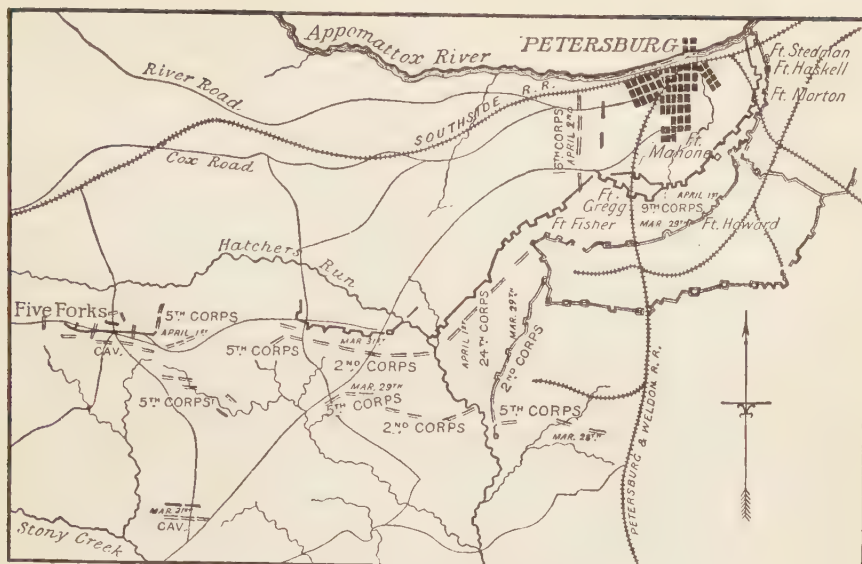 Appomattox River
PETERSBURG
Ft. Stedman
Ft. Haskell
Ft. Morton
River Road
SOUTHSIDE R.R.
Cox Road
6TH CORPS
APRIL 2ND
Ft.
Mahone
Ft.
Gregg
APRIL 1ST
9TH CORPS
MAR. 29TH
Ft. Howard
Ft Fisher
Hatchers Run
Five Forks
5TH CORPS
APRIL 1ST
CAV.
MAR. 31ST
5TH CORPS
2ND CORPS
APRIL 1ST
24TH CORPS
MAR. 29TH
2ND CORPS
5TH CORPS
MAR. 29TH
5TH CORPS
2ND CORPS
5TH CORPS
MAR. 28TH
MAR. 31ST
CAV.
Stony Creek
PETERSBURG & WELDON R.R.